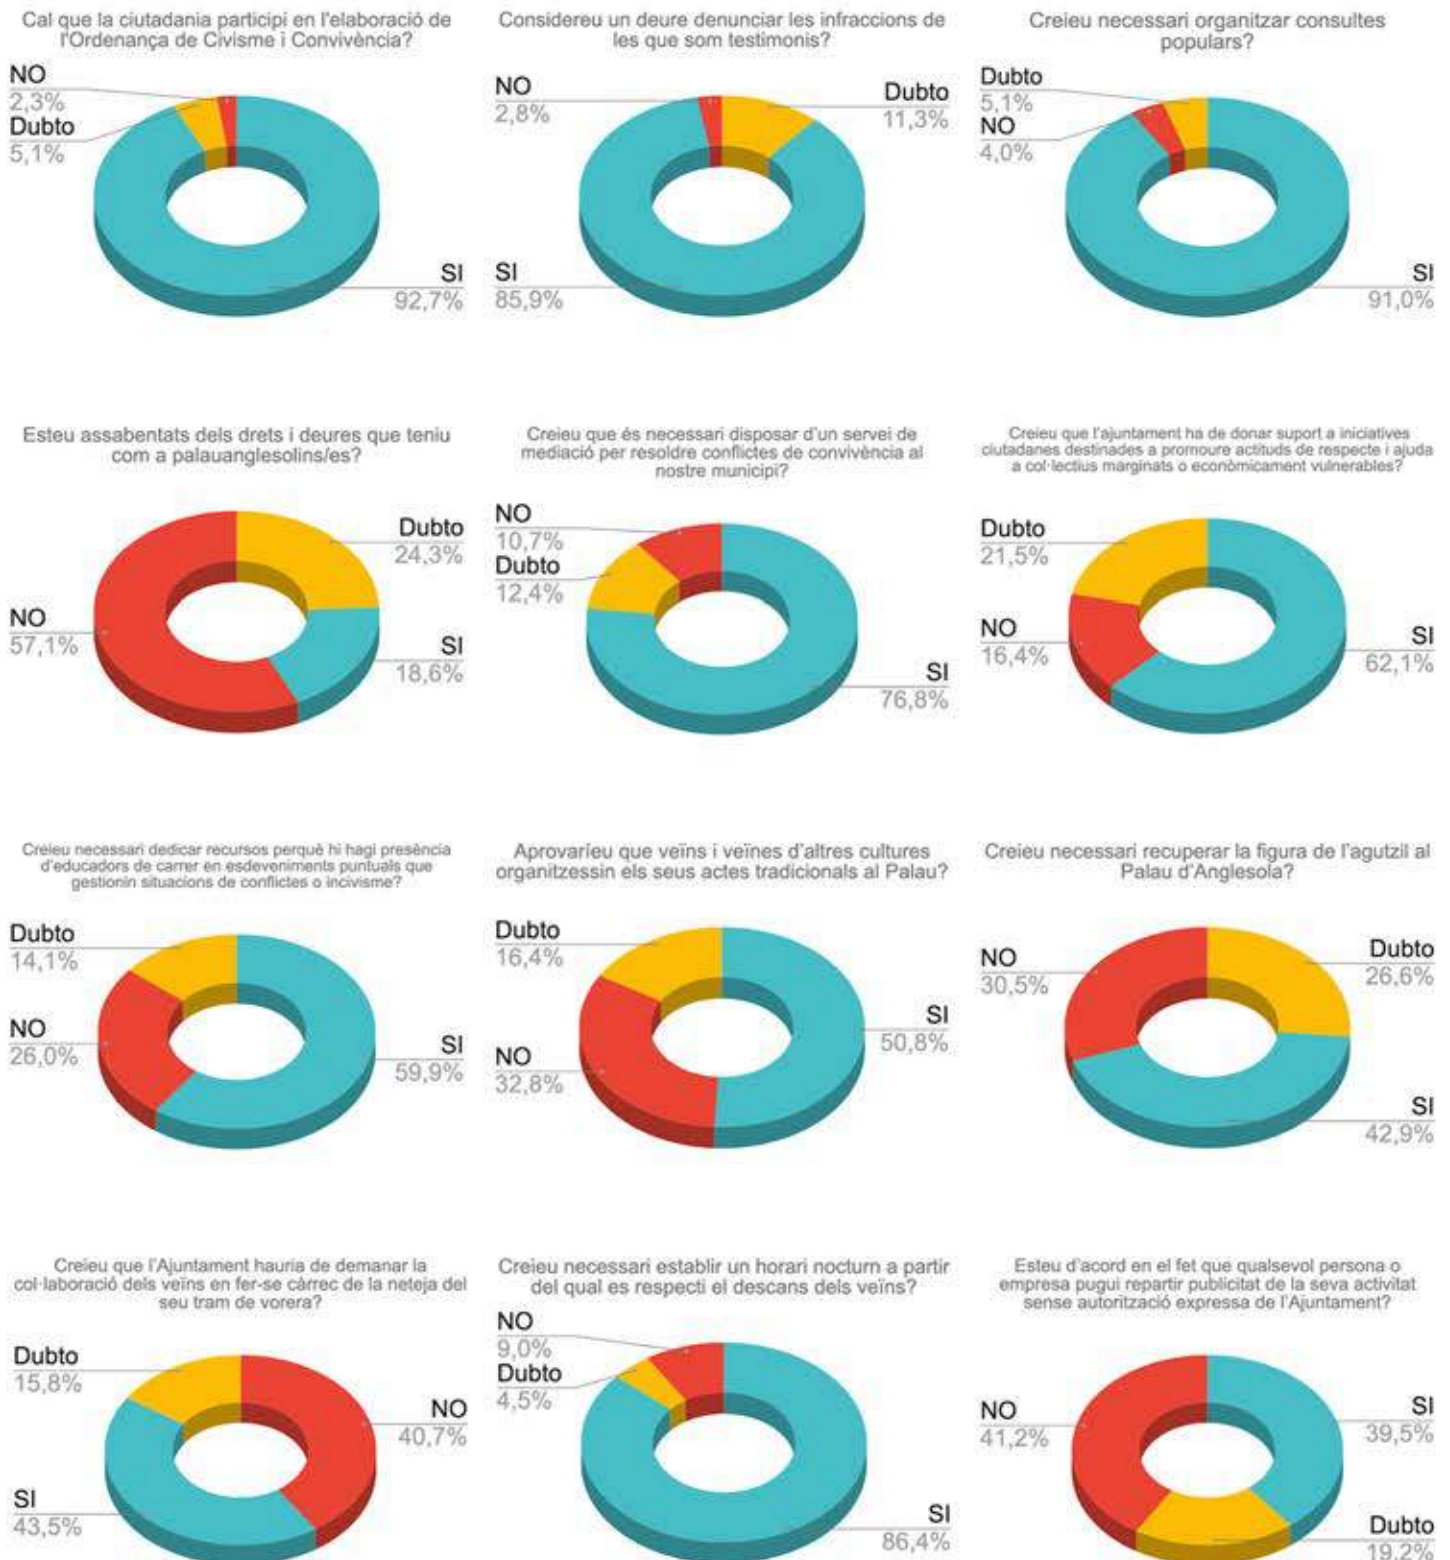 Cal que la ciutadania participi en l'elaboració de
l'Ordenança de Civisme i Convivència?
NO
2,3%
Dubto
5,1%
SI
92,7%
Considereu un deure denunciar les infraccions de
les que som testimonis?
NO
2,8%
Dubto
11,3%
SI
85,9%
Creieu necessari organitzar consultes
populars?
Dubto
5,1%
NO
4,0%
SI
91,0%
Esteu assabentats dels drets i deures que teniu
com a palauanglesolins/es?
Dubto
24,3%
NO
57,1%
SI
18,6%
Creieu que és necessari disposar d'un servei de
mediació per resoldre conflictes de convivència al
nostre municipi?
NO
10,7%
Dubto
12,4%
SI
76,8%
Creieu que l'ajuntament ha de donar suport a iniciatives
ciutadanes destinades a promoure actituds de respecte i ajuda
a col·lectius marginats o econòmicament vulnerables?
Dubto
21,5%
NO
16,4%
SI
62,1%
Creieu necessari dedicar recursos perquè hi hagi presència
d'educadors de carrer en esdeveniments puntuals que
gestionin situacions de conflictes o incivisme?
Dubto
14,1%
NO
26,0%
SI
59,9%
Aprovaríeu que veïns i veïnes d'altres cultures
organitzessin els seus actes tradicionals al Palau?
Dubto
16,4%
SI
50,8%
NO
32,8%
Creieu necessari recuperar la figura de l'agutzil al
Palau d'Anglesola?
NO
30,5%
Dubto
26,6%
SI
42,9%
Creieu que l'Ajuntament hauria de demanar la
col·laboració dels veïns en fer-se càrrec de la neteja del
seu tram de vorera?
Dubto
15,8%
NO
40,7%
SI
43,5%
Creieu necessari establir un horari nocturn a partir
del qual es respecti el descans dels veïns?
NO
9,0%
Dubto
4,5%
SI
86,4%
Esteu d'acord en el fet que qualsevol persona o
empresa pugui repartir publicitat de la seva activitat
sense autorització expressa de l'Ajuntament?
NO
41,2%
SI
39,5%
Dubto
19,2%